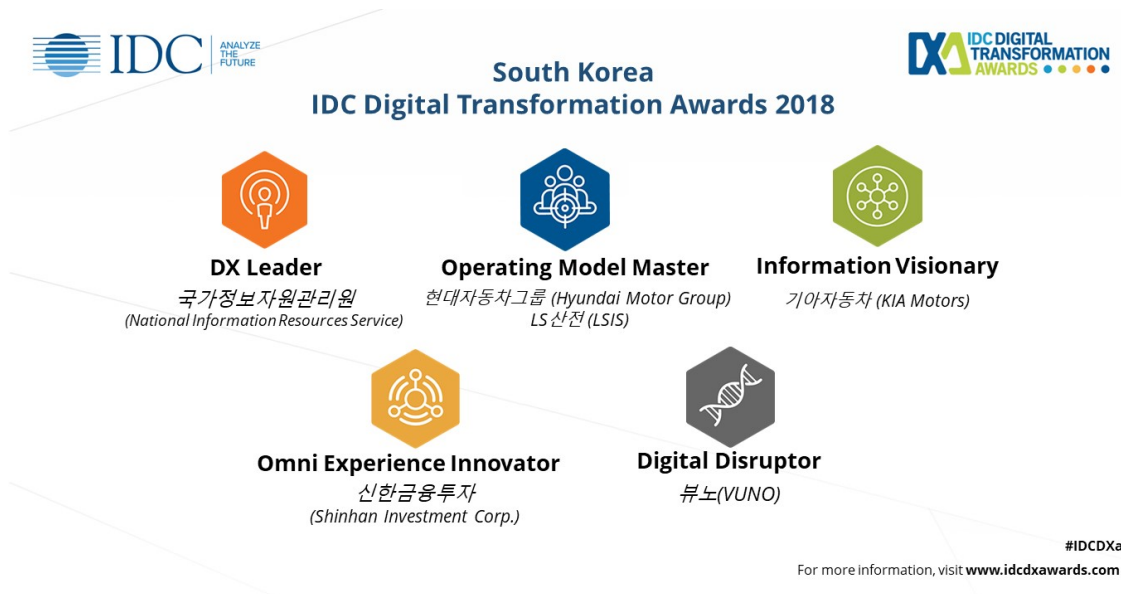 IDC
ANALYZE
THE
FUTURE
IDC DIGITAL
TRANSFORMATION
AWARDS
South Korea
IDC Digital Transformation Awards 2018
DX Leader
국가정보자원관리원
(National Information Resources Service)
Operating Model Master
현대자동차그룹 (Hyundai Motor Group)
LS산전 (LSIS)
Information Visionary
기아자동차 (KIA Motors)
Omni Experience Innovator
신한금융투자
(Shinhan Investment Corp.)
Digital Disruptor
뷰노(VUNO)
#IDCDXa
For more information, visit www.idcdxawards.com